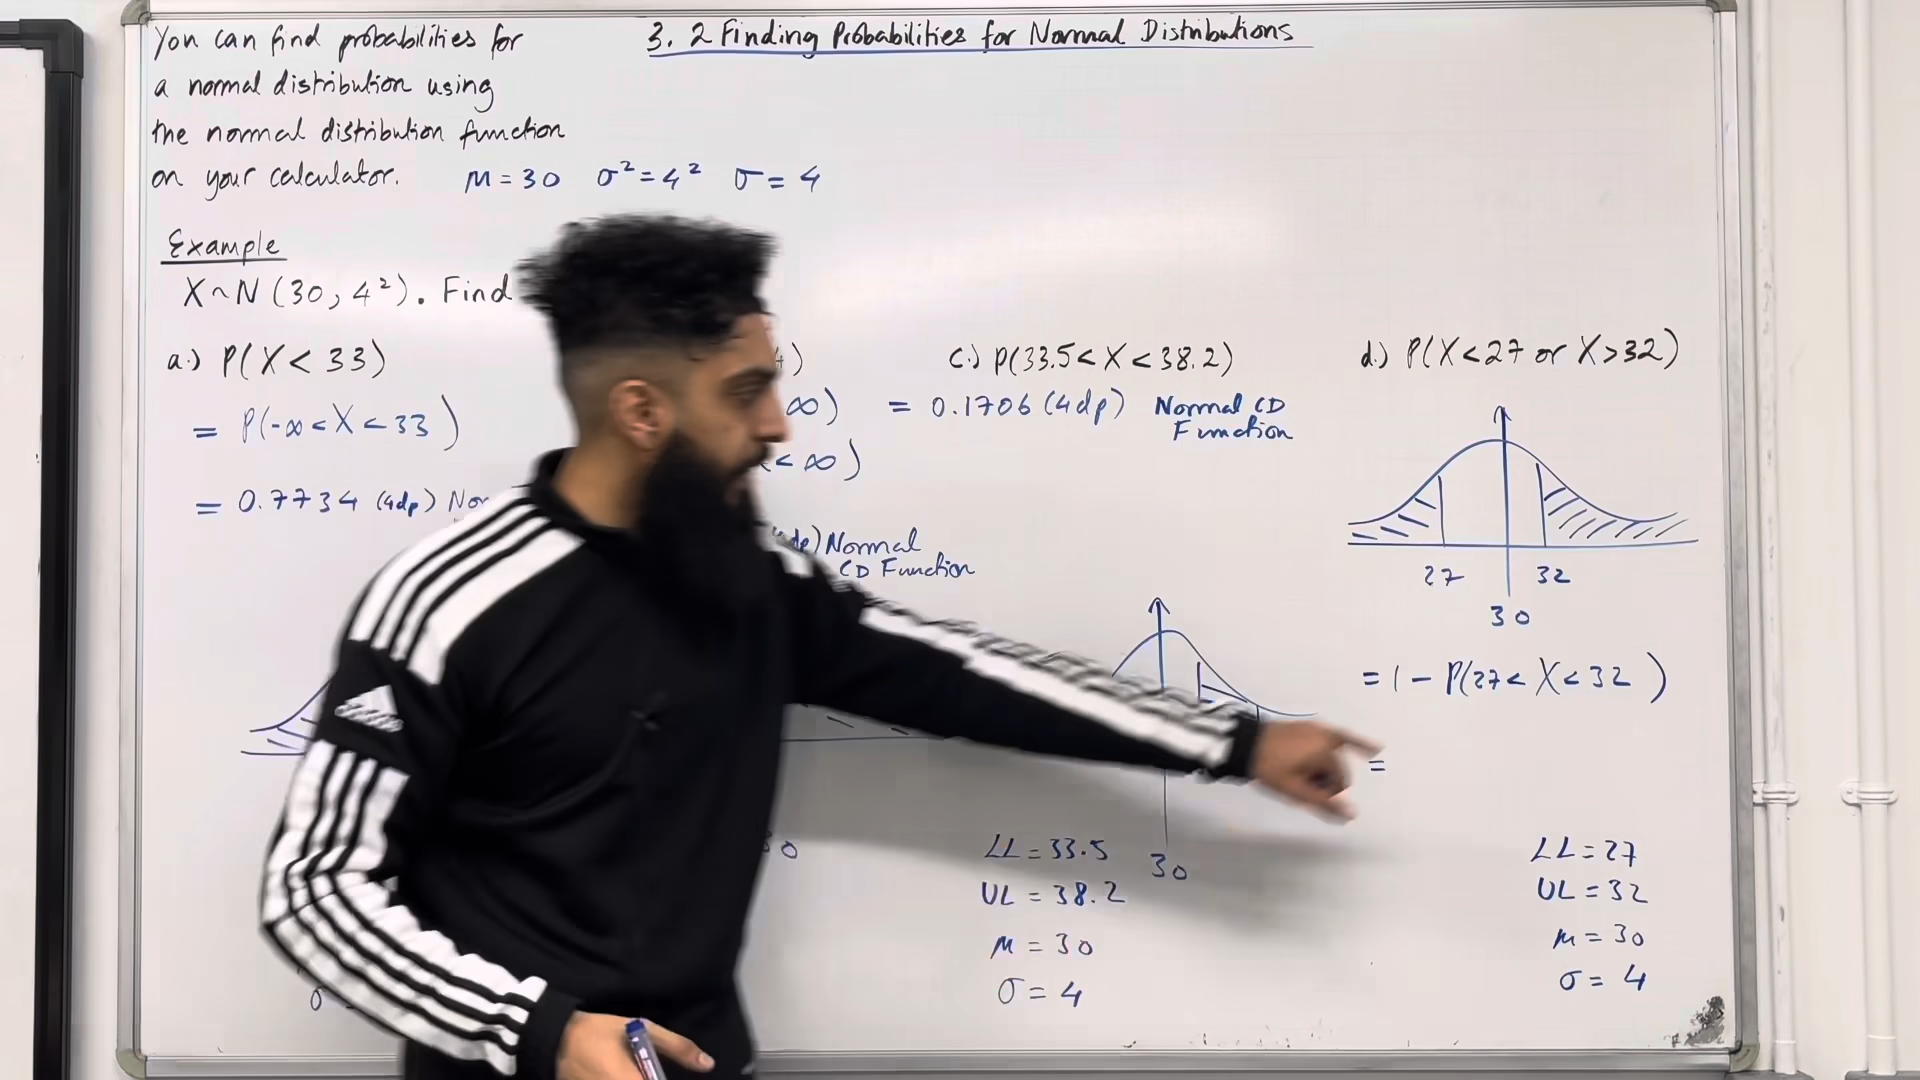 3.2 Finding Probabilities for Normal Distributions
You can find probabilities for
a normal distribution using
the normal distribution function
on your calculator.
μ = 30 σ² = 4² σ = 4
Example
X~N(30, 4²). Find
a.) P(X < 33)
= P(-∞ < X < 33)
= 0.7734 (4dp)
)
∞)
< ∞)
Normal
CD Function
30
σ
c.) P(33.5 < X < 38.2)
= 0.1706 (4dp) Normal CD
Function
30
LL = 33.5
UL = 38.2
μ = 30
σ = 4
d.) P(X < 27 or X > 32)
27 32
30
= 1 - P(27 < X < 32)
=
LL = 27
UL = 32
μ = 30
σ = 4